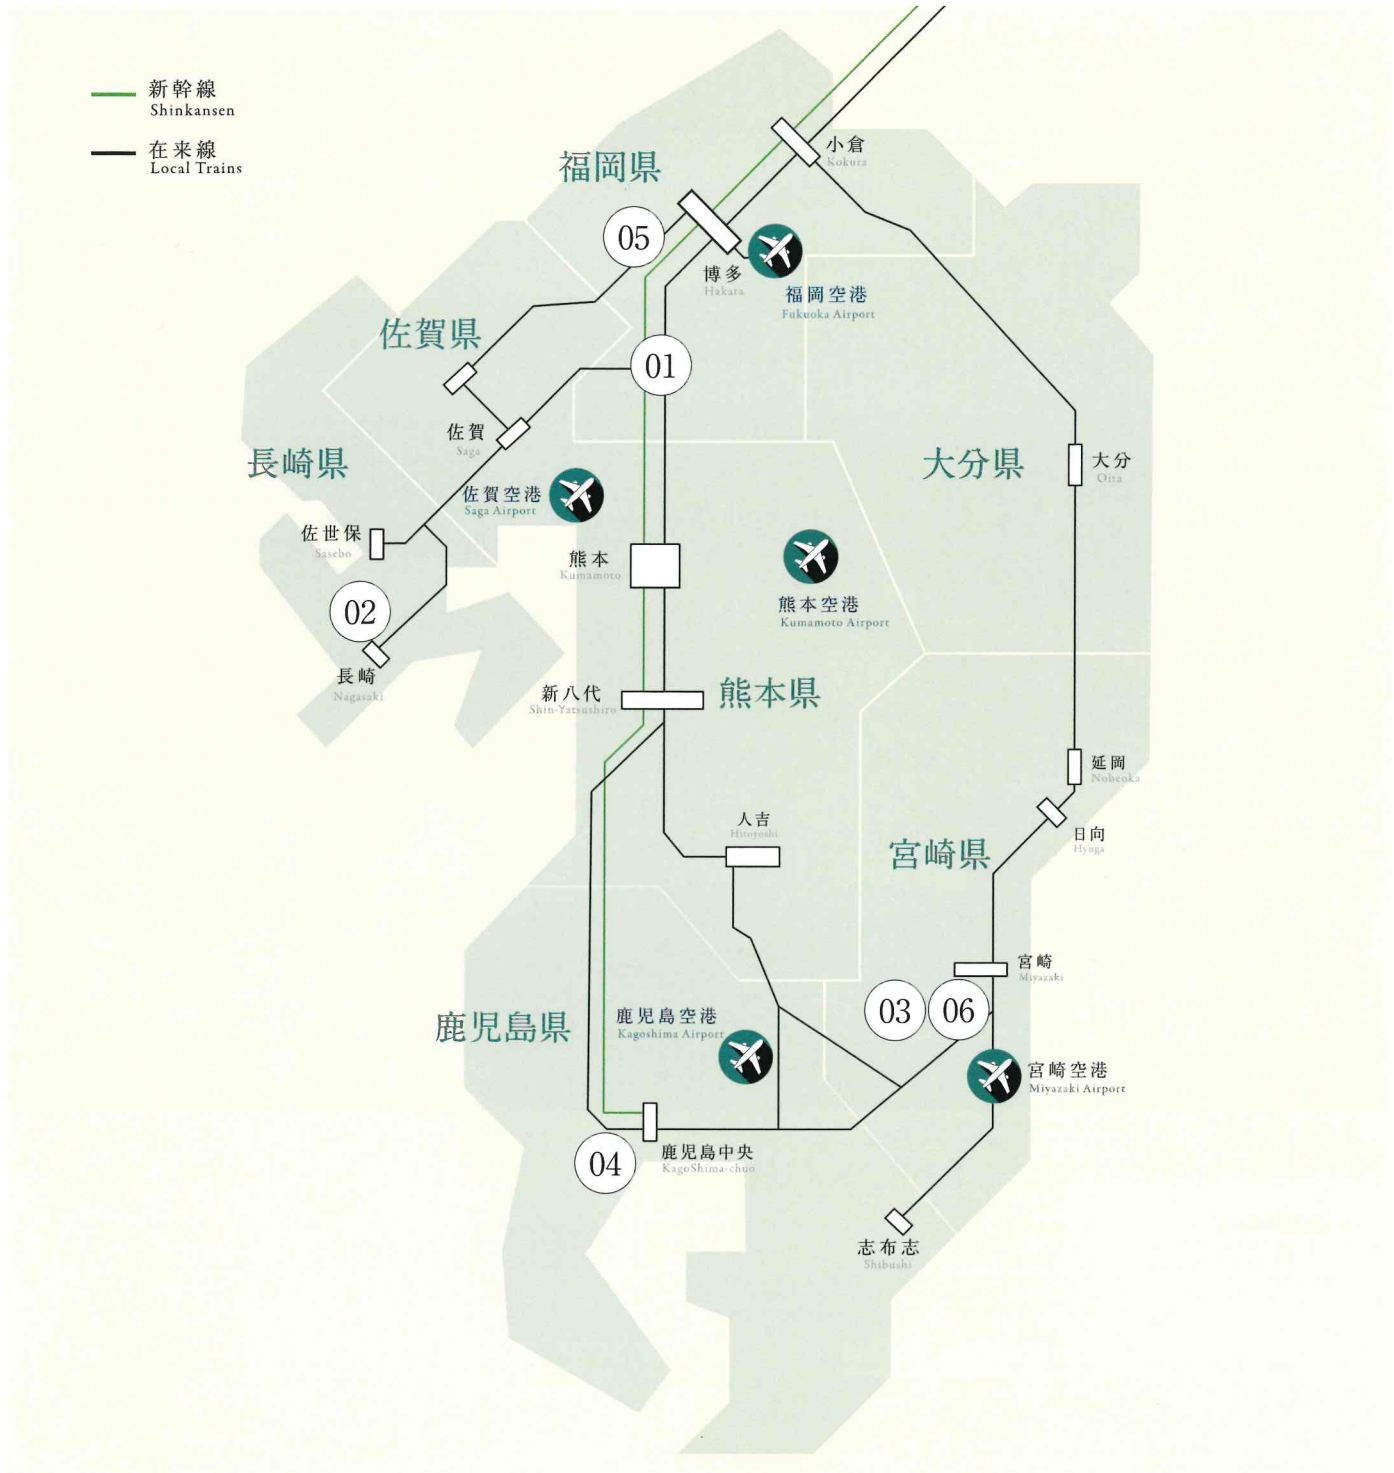 新幹線
Shinkansen
在来線
Local Trains
小倉
Kokura
福岡県
05
博多
Hakata
福岡空港
Fukuoka Airport
佐賀県
01
佐賀
Saga
長崎県
大分県
大分
Oita
佐賀空港
Saga Airport
佐世保
Sasebo
熊本
Kumamoto
熊本空港
Kumamoto Airport
02
長崎
Nagasaki
新八代
Shin-Yatsushiro
熊本県
延岡
Nobeoka
人吉
Hitoyoshi
日向
Hyuga
宮崎県
宮崎
Miyazaki
鹿児島県
鹿児島空港
Kagoshima Airport
03
06
宮崎空港
Miyazaki Airport
04
鹿児島中央
KagoShima-chuo
志布志
Shibushi